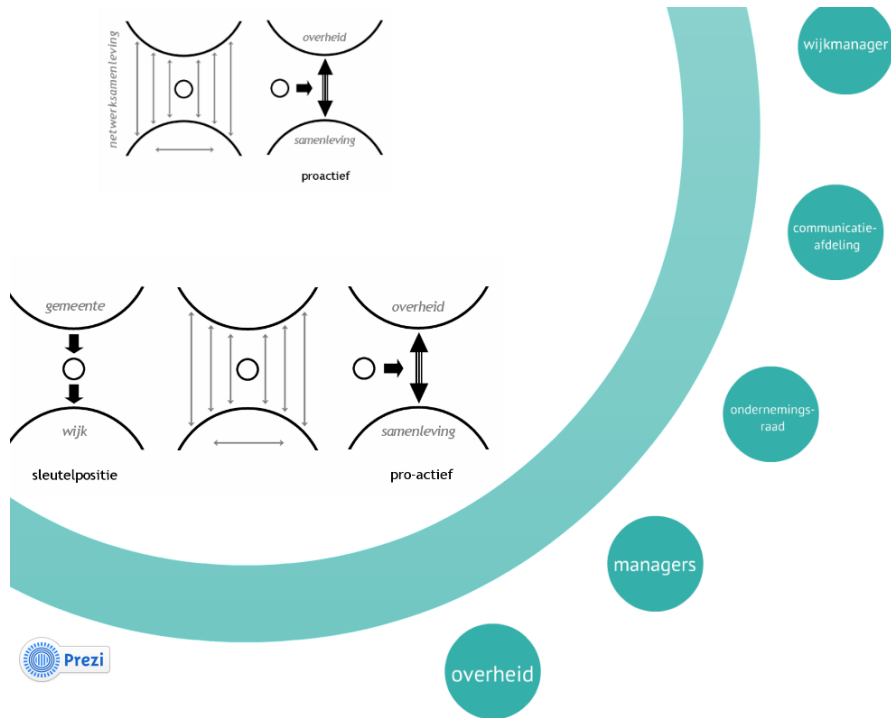 netwerksamenleving
overheid
samenleving
proactief
gemeente
wijk
sleutelpositie
overheid
samenleving
pro-actief
wijkmanager
communicatie-
afdeling
ondernemings-
raad
managers
overheid
Prezi